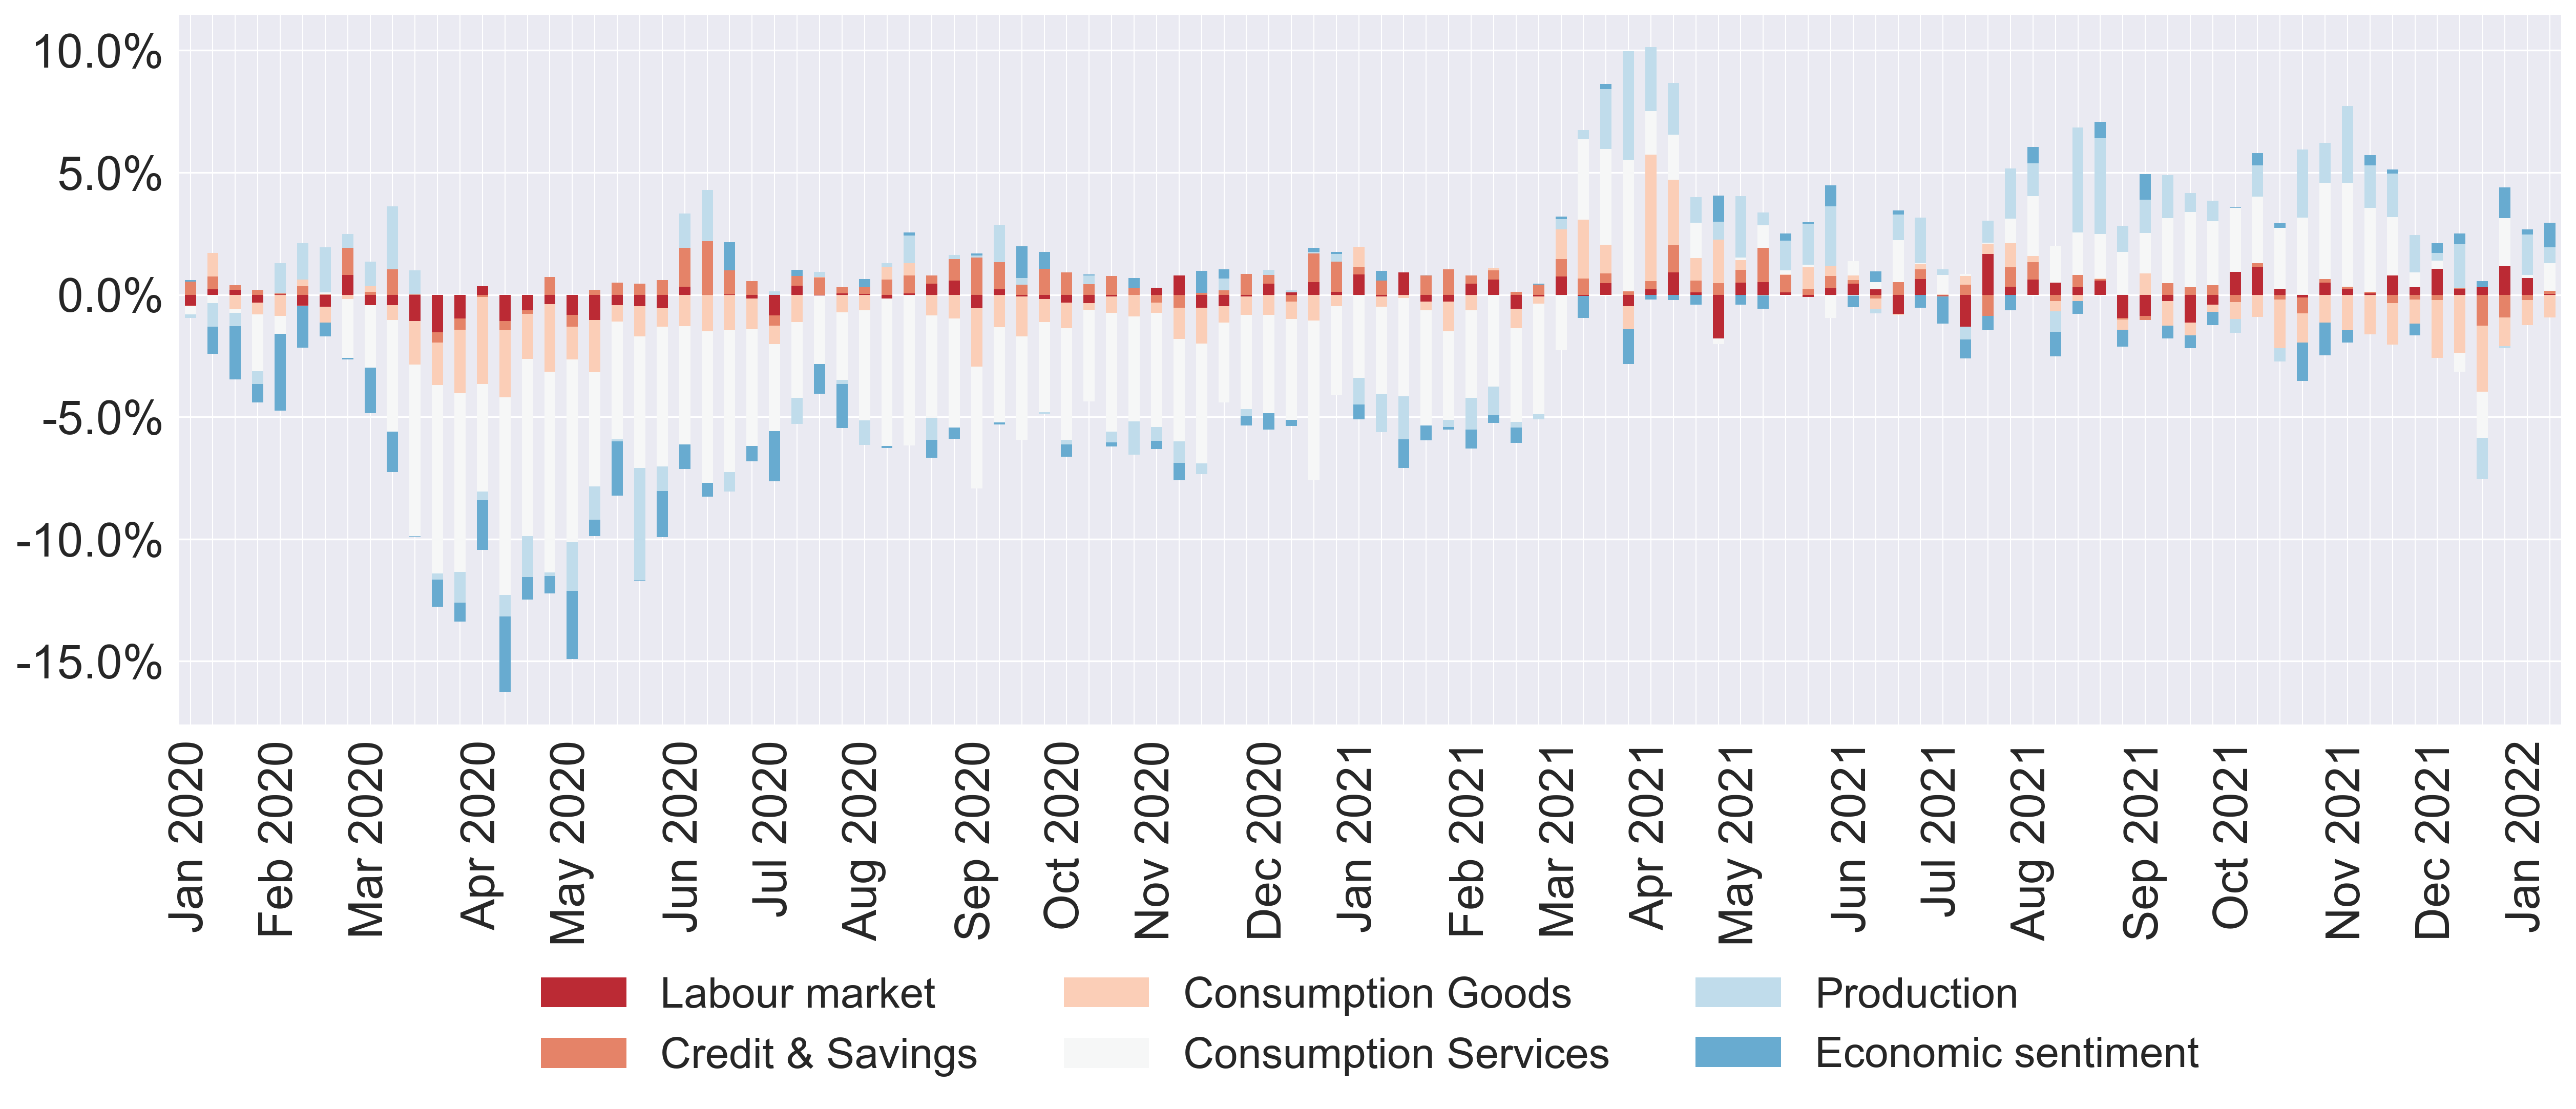 10.0%
5.0%
0.0%
-5.0%
-10.0%
-15.0%
Jan 2020
Feb 2020
Mar 2020
Apr 2020
May 2020
Jun 2020
Jul 2020
Aug 2020
Sep 2020
Oct 2020
Nov 2020
Dec 2020
Jan 2021
Feb 2021
Mar 2021
Apr 2021
May 2021
Jun 2021
Jul 2021
Aug 2021
Sep 2021
Oct 2021
Nov 2021
Dec 2021
Jan 2022
Labour market
Credit & Savings
Consumption Goods
Consumption Services
Production
Economic sentiment